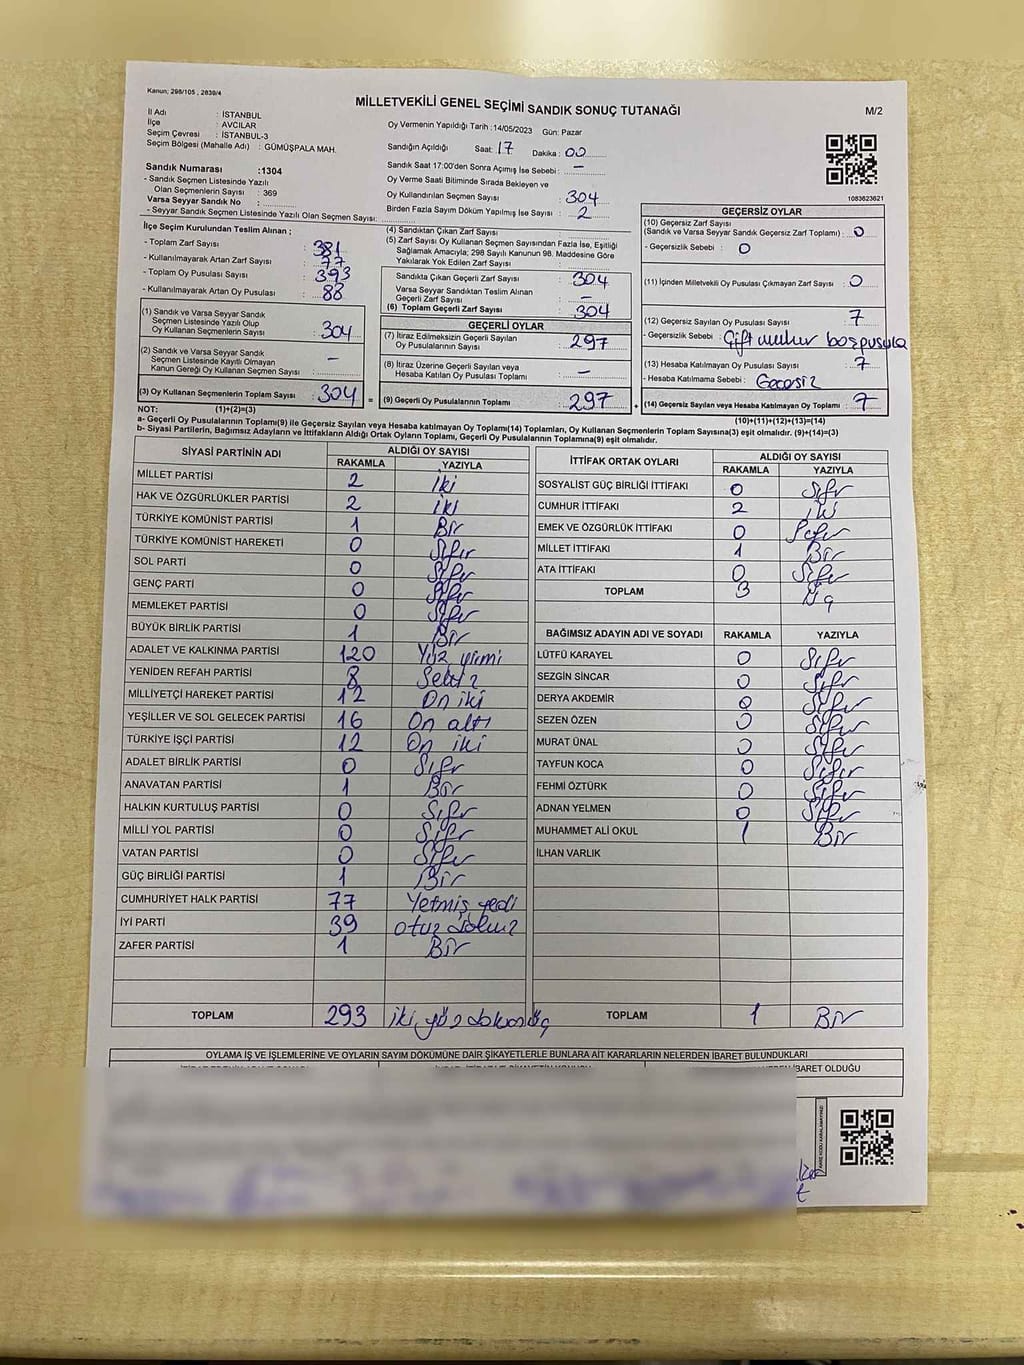 Kanun; 298/105 , 2839/4
MİLLETVEKİLİ GENEL SEÇİMİ SANDIK SONUÇ TUTANAĞI
M/2
İl Adı : İSTANBUL
İlçe : AVCILAR
Seçim Çevresi : İSTANBUL-3
Seçim Bölgesi (Mahalle Adı) : GÜMÜŞPALA MAH.
Sandık Numarası :1304
- Sandık Seçmen Listesinde Yazılı
Olan Seçmenlerin Sayısı : 369
Varsa Seyyar Sandık No :
- Seyyar Sandık Seçmen Listesinde Yazılı Olan Seçmen Sayısı:
Oy Vermenin Yapıldığı Tarih :14/05/2023 Gün: Pazar
Sandığın Açıldığı Saat: 17 Dakika : 00
Sandık Saat 17:00'den Sonra Açımış İse Sebebi : –
Oy Verme Saati Bitiminde Sırada Bekleyen ve
Oy Kullandırılan Seçmen Sayısı : 304
Birden Fazla Sayım Döküm Yapılmış İse Sayısı : 2
1083623621
İlçe Seçim Kurulundan Teslim Alınan ;
- Toplam Zarf Sayısı : 381
- Kullanılmayarak Artan Zarf Sayısı : 77
- Toplam Oy Pusulası Sayısı : 393
- Kullanılmayarak Artan Oy Pusulası : 88
(1) Sandık ve Varsa Seyyar Sandık
Seçmen Listesinde Yazılı Olup
Oy Kullanan Seçmenlerin Sayısı : 304
(2) Sandık ve Varsa Seyyar Sandık
Seçmen Listesinde Kayıtlı Olmayan
Kanun Gereği Oy Kullanan Seçmen Sayısı : –
(3) Oy Kullanan Seçmenlerin Toplam Sayısı : 304 =
(4) Sandıktan Çıkan Zarf Sayısı :
(5) Zarf Sayısı Oy Kullanan Seçmen Sayısından Fazla İse, Eşitliği
Sağlamak Amacıyla; 298 Sayılı Kanunun 98. Maddesine Göre
Yakılarak Yok Edilen Zarf Sayısı :
Sandıkta Çıkan Geçerli Zarf Sayısı : 304
Varsa Seyyar Sandıktan Teslim Alınan
Geçerli Zarf Sayısı : –
(6) Toplam Geçerli Zarf Sayısı : 304
GEÇERLİ OYLAR
(7) İtiraz Edilmeksizin Geçerli Sayılan
Oy Pusulalarının Sayısı : 297
(8) İtiraz Üzerine Geçerli Sayılan veya
Hesaba Katılan Oy Pusulası Toplamı : –
(9) Geçerli Oy Pusulalarının Toplamı : 297 +
GEÇERSİZ OYLAR
(10) Geçersiz Zarf Sayısı
(Sandık ve Varsa Seyyar Sandık Geçersiz Zarf Toplamı) : 0
- Geçersizlik Sebebi : 0
(11) İçinden Milletvekili Oy Pusulası Çıkmayan Zarf Sayısı : 0
(12) Geçersiz Sayılan Oy Pusulası Sayısı : 7
- Geçersizlik Sebebi : Çift mühür boşpusula
(13) Hesaba Katılmayan Oy Pusulası Sayısı : 7
- Hesaba Katılmama Sebebi : Geçersiz
(14) Geçersiz Sayılan veya Hesaba Katılmayan Oy Toplamı : 7
NOT: (1)+(2)=(3) (10)+(11)+(12)+(13)=(14)
a- Geçerli Oy Pusulalarının Toplamı(9) ile Geçersiz Sayılan veya Hesaba katılmayan Oy Toplamı(14) Toplamları, Oy Kullanan Seçmenlerin Toplam Sayısına(3) eşit olmalıdır. (9)+(14)=(3)
b- Siyasi Partilerin, Bağımsız Adayların ve İttifakların Aldığı Ortak Oyların Toplamı, Geçerli Oy Pusulalarının Toplamına(9) eşit olmalıdır.
SİYASİ PARTİNİN ADI ALDIĞI OY SAYISI
RAKAMLA YAZIYLA
MİLLET PARTİSİ 2 iki
HAK VE ÖZGÜRLÜKLER PARTİSİ 2 iki
TÜRKİYE KOMÜNİST PARTİSİ 1 Bir
TÜRKİYE KOMÜNİST HAREKETİ 0 Sıfır
SOL PARTİ 0 Sıfır
GENÇ PARTİ 0 Sıfır
MEMLEKET PARTİSİ 0 Sıfır
BÜYÜK BİRLİK PARTİSİ 1 Bir
ADALET VE KALKINMA PARTİSİ 120 Yüz yirmi
YENİDEN REFAH PARTİSİ 8 Sekiz
MİLLİYETÇİ HAREKET PARTİSİ 12 On iki
YEŞİLLER VE SOL GELECEK PARTİSİ 16 On altı
TÜRKİYE İŞÇİ PARTİSİ 12 On iki
ADALET BİRLİK PARTİSİ 0 Sıfır
ANAVATAN PARTİSİ 1 Bir
HALKIN KURTULUŞ PARTİSİ 0 Sıfır
MİLLİ YOL PARTİSİ 0 Sıfır
VATAN PARTİSİ 0 Sıfır
GÜÇ BİRLİĞİ PARTİSİ 1 Bir
CUMHURİYET HALK PARTİSİ 77 Yetmiş yedi
İYİ PARTİ 39 otuz dokuz
ZAFER PARTİSİ 1 Bir
TOPLAM 293 iki yüz doksan üç
İTTİFAK ORTAK OYLARI ALDIĞI OY SAYISI
RAKAMLA YAZIYLA
SOSYALİST GÜÇ BİRLİĞİ İTTİFAKI 0 Sıfır
CUMHUR İTTİFAKI 2 iki
EMEK VE ÖZGÜRLÜK İTTİFAKI 0 Sıfır
MİLLET İTTİFAKI 1 Bir
ATA İTTİFAKI 0 Sıfır
TOPLAM 3 Üç
BAĞIMSIZ ADAYIN ADI VE SOYADI RAKAMLA YAZIYLA
LÜTFÜ KARAYEL 0 Sıfır
SEZGİN SİNCAR 0 Sıfır
DERYA AKDEMİR 0 Sıfır
SEZEN ÖZEN 0 Sıfır
MURAT ÜNAL 0 Sıfır
TAYFUN KOCA 0 Sıfır
FEHMİ ÖZTÜRK 0 Sıfır
ADNAN YELMEN 0 Sıfır
MUHAMMET ALİ OKUL 1 Bir
İLHAN VARLIK
TOPLAM 1 Bir
OYLAMA İŞ VE İŞLEMLERİNE VE OYLARIN SAYIM DÖKÜMÜNE DAİR ŞİKAYETLERLE BUNLARA AİT KARARLARIN NELERDEN İBARET BULUNDUKLARI
İBARET OLDUĞU
KARE KODU KARALAMAYINIZ!